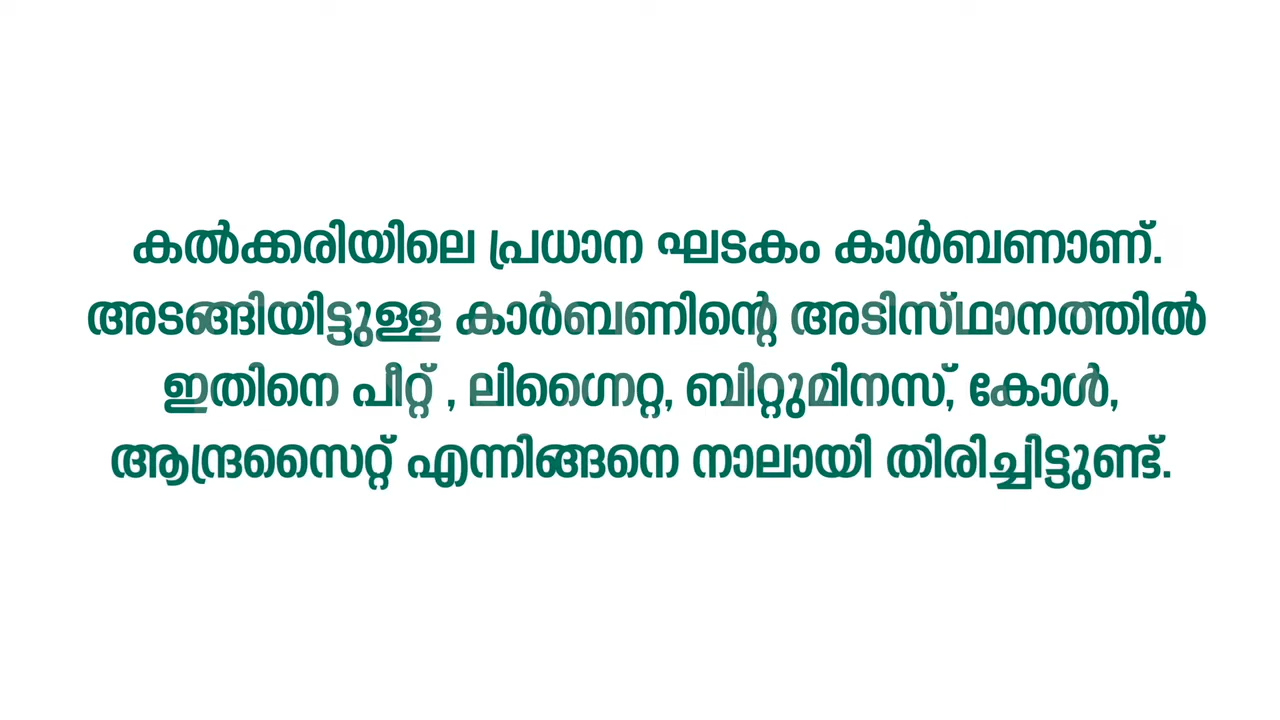 കൽക്കരിയിലെ പ്രധാന ഘടകം കാർബണാണ്.
അടങ്ങിയിട്ടുള്ള കാർബണിന്റെ അടിസ്ഥാനത്തിൽ
ഇതിനെ പീറ്റ് , ലിഗ്നൈറ്റ, ബിറ്റുമിനസ്, കോൾ,
ആന്ദ്രസൈറ്റ് എന്നിങ്ങനെ നാലായി തിരിച്ചിട്ടുണ്ട്.